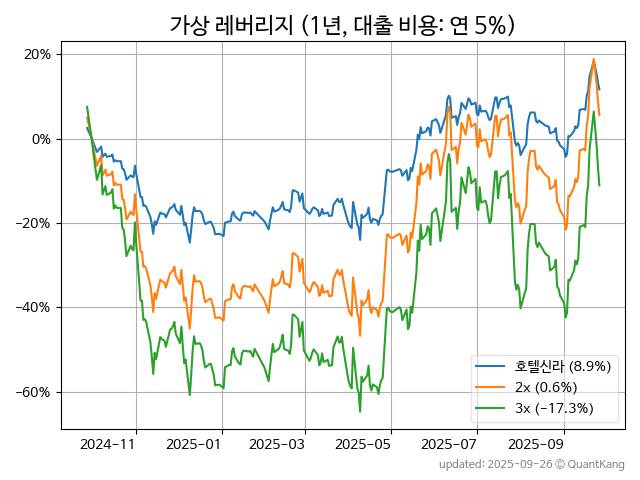 가상 레버리지 (1년, 대출 비용: 연 5%)
20%
0%
−20%
−40%
−60%
호텔신라 (8.9%)
2x (0.6%)
3x (−17.3%)
2024-11
2025-01
2025-03
2025-05
2025-07
2025-09
updated: 2025-09-26 © QuantKang